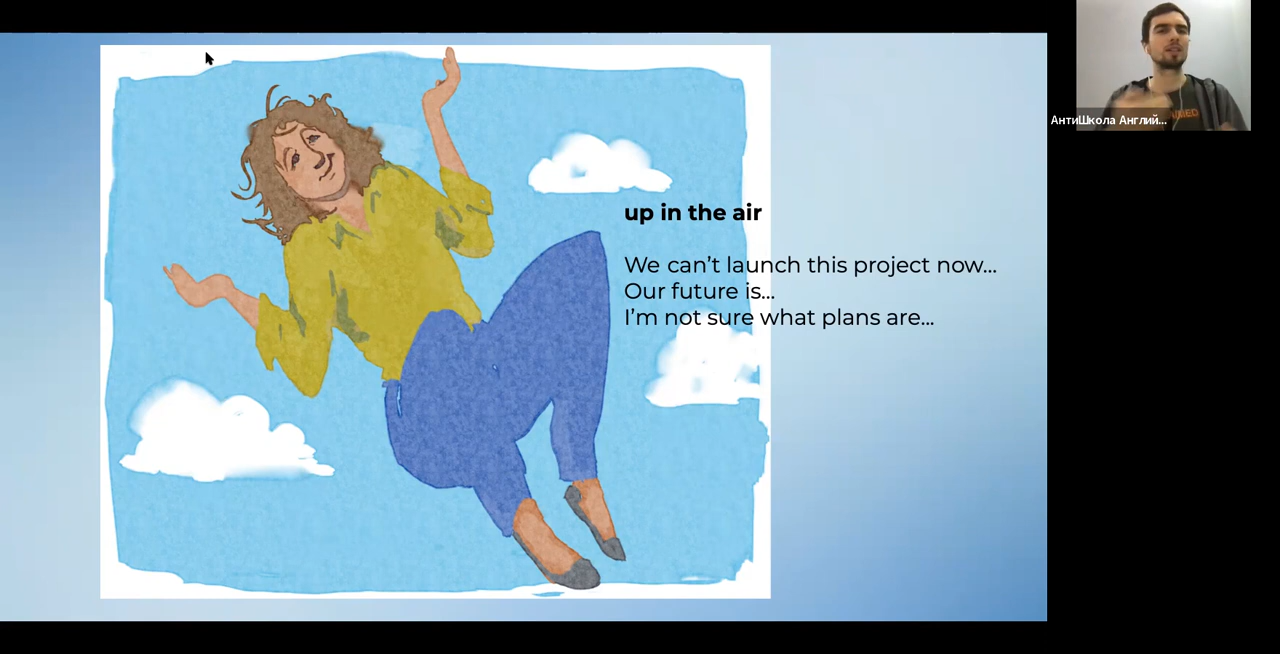 up in the air
We can't launch this project now...
Our future is...
I'm not sure what plans are...
АнтиШкола Англий...